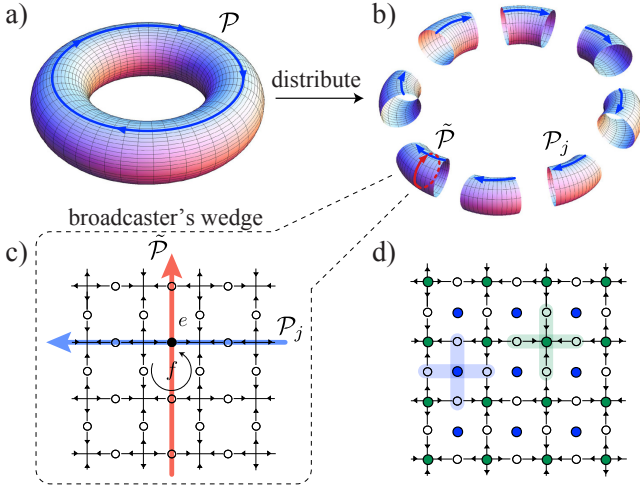 a)
𝒫
distribute
b)
𝒫̃
𝒫ⱼ
broadcaster's wedge
c)
𝒫̃
e
𝒫ⱼ
f
d)